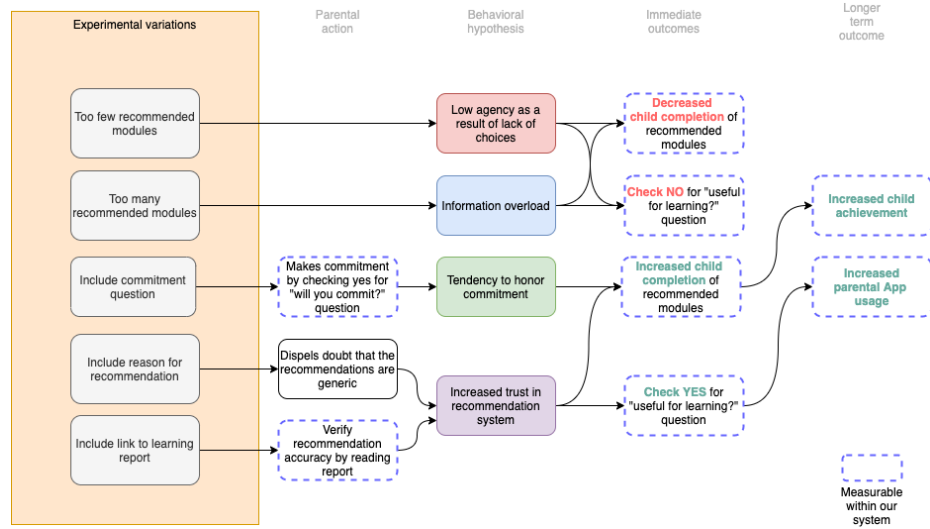 Experimental variations
Parental
action
Behavioral
hypothesis
Immediate
outcomes
Longer
term
outcome
Too few recommended
modules
Low agency as a
result of lack of
choices
Decreased
child completion of
recommended
modules
Too many
recommended modules
Information overload
Check NO for "useful
for learning?"
question
Increased child
achievement
Include commitment
question
Makes commitment
by checking yes for
"will you commit?"
question
Tendency to honor
commitment
Increased child
completion of
recommended
modules
Increased
parental App
usage
Include reason for
recommendation
Dispels doubt that the
recommendations are
generic
Increased trust in
recommendation
system
Check YES for
"useful for learning?"
question
Include link to learning
report
Verify
recommendation
accuracy by reading
report
Measurable
within our
system